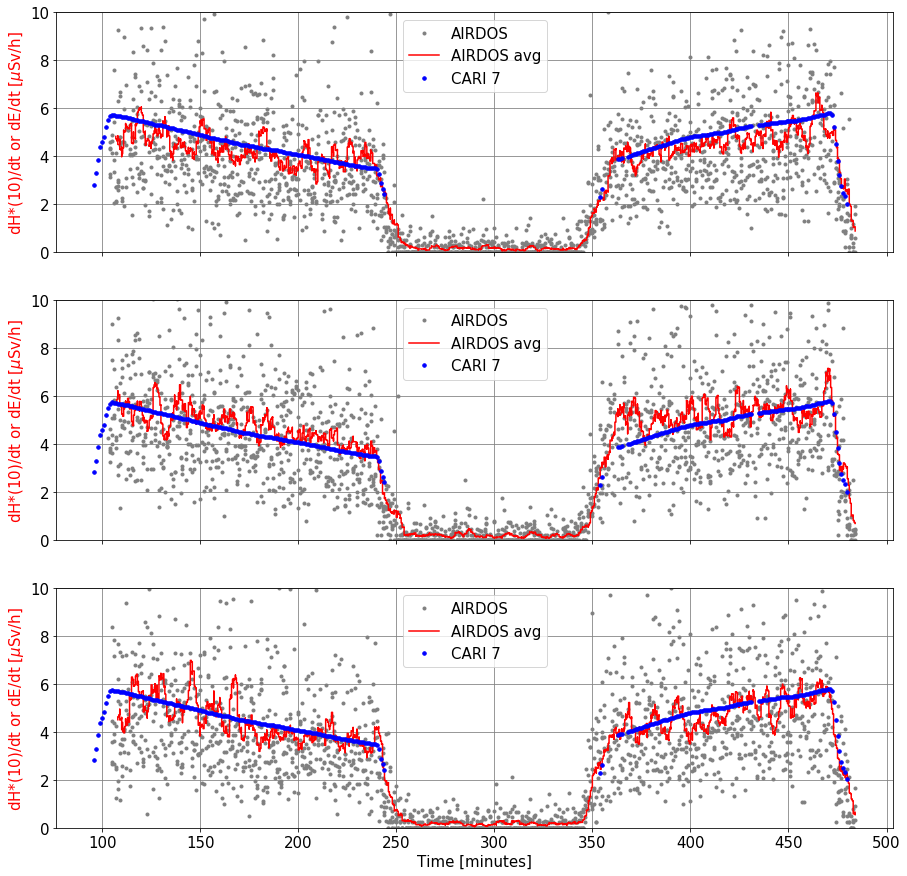 10
8
6
4
2
0
dH*(10)/dt or dE/dt [μSv/h]
AIRDOS
AIRDOS avg
CARI 7
10
8
6
4
2
0
dH*(10)/dt or dE/dt [μSv/h]
AIRDOS
AIRDOS avg
CARI 7
10
8
6
4
2
0
dH*(10)/dt or dE/dt [μSv/h]
AIRDOS
AIRDOS avg
CARI 7
100 150 200 250 300 350 400 450 500
Time [minutes]